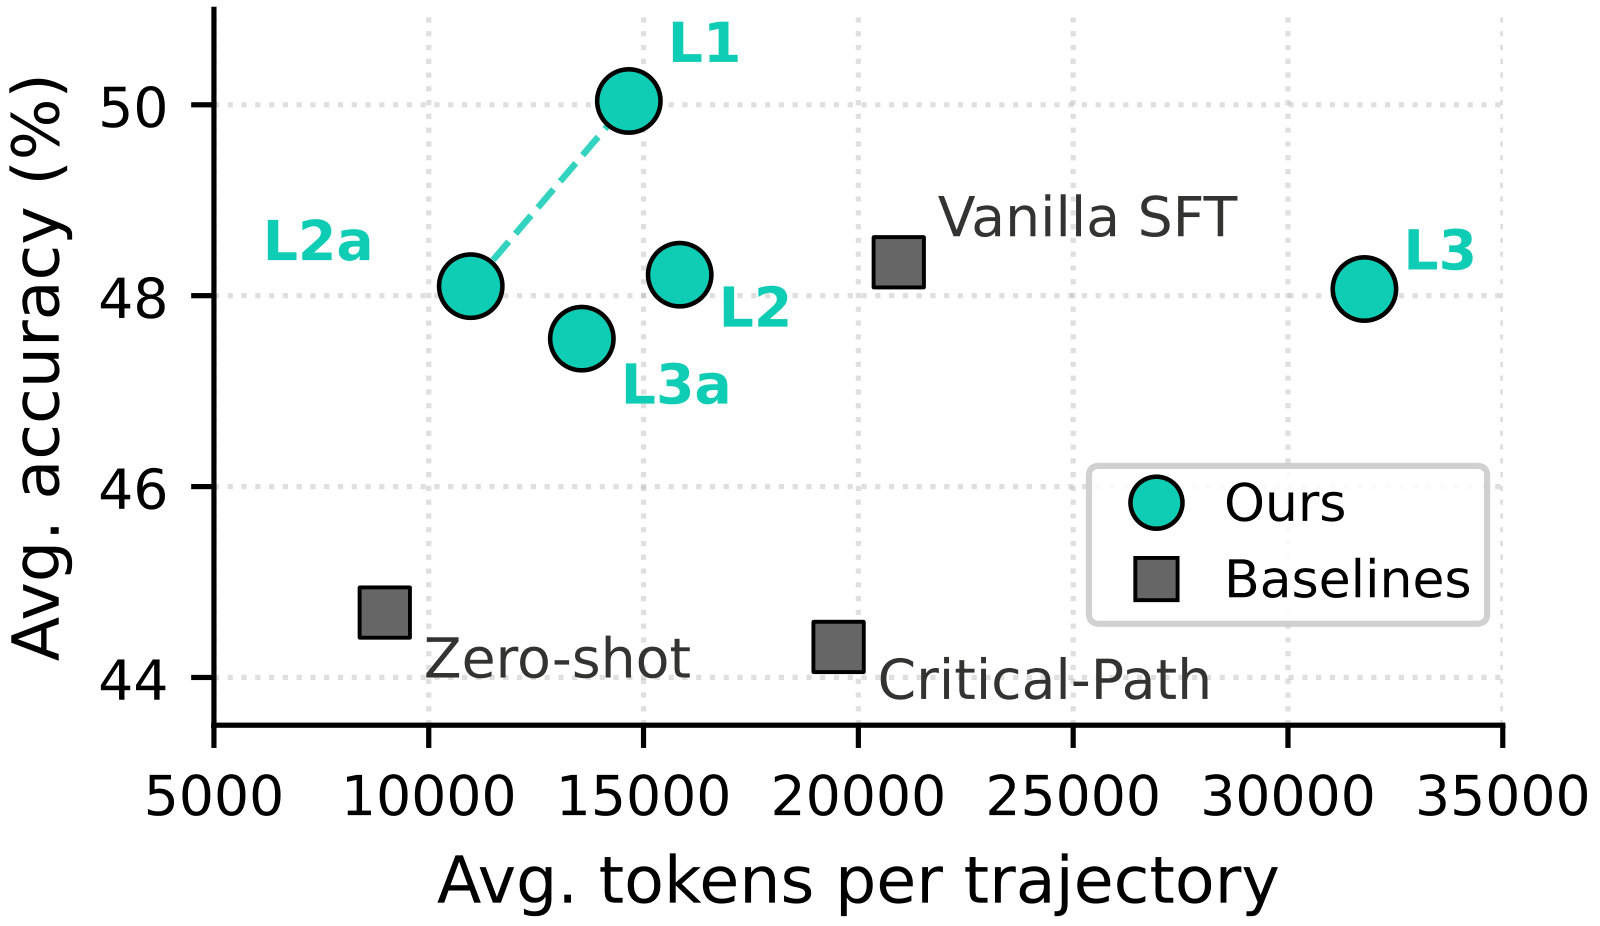 L1
50
Vanilla SFT
L2a
L3
48
L2
L3a
46
Ours
Baselines
Zero-shot
44
Critical-Path
5000 10000 15000 20000 25000 30000 35000
Avg. tokens per trajectory
Avg. accuracy (%)